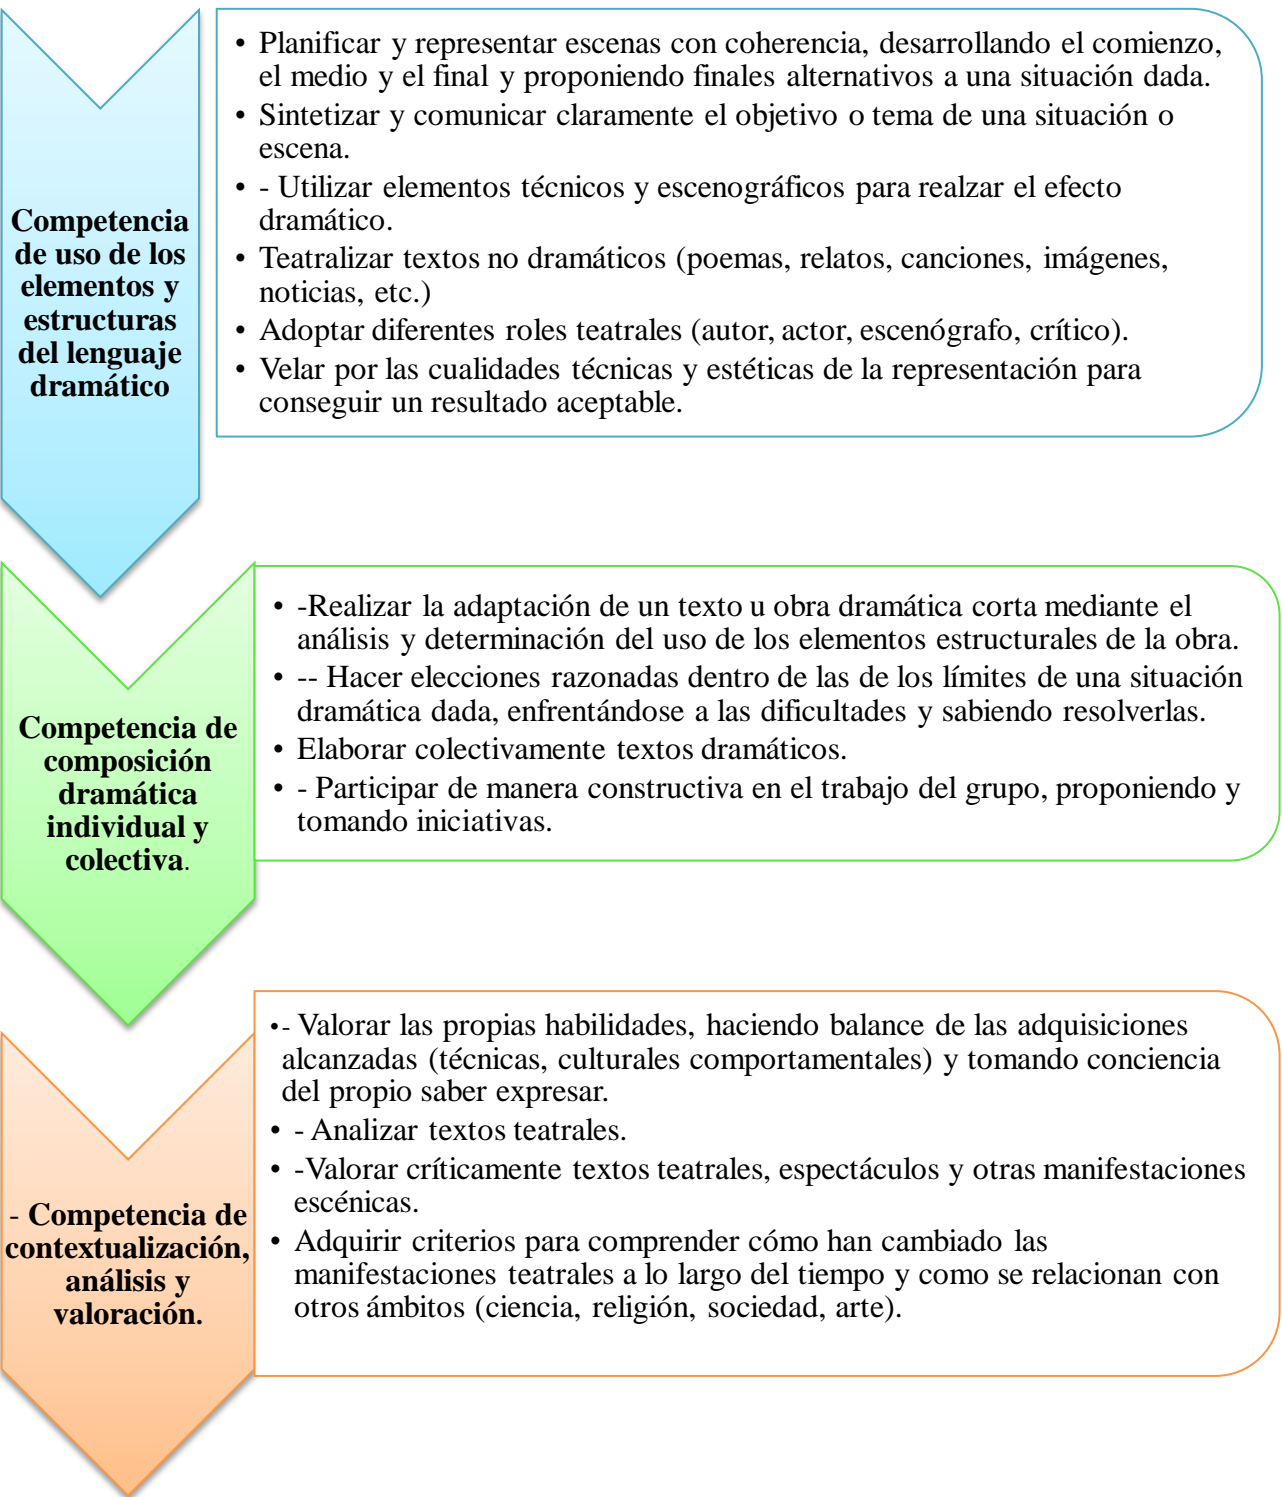 Competencia
de uso de los
elementos y
estructuras
del lenguaje
dramático
• Planificar y representar escenas con coherencia, desarrollando el comienzo,
el medio y el final y proponiendo finales alternativos a una situación dada.
• Sintetizar y comunicar claramente el objetivo o tema de una situación o
escena.
• - Utilizar elementos técnicos y escenográficos para realzar el efecto
dramático.
• Teatralizar textos no dramáticos (poemas, relatos, canciones, imágenes,
noticias, etc.)
• Adoptar diferentes roles teatrales (autor, actor, escenógrafo, crítico).
• Velar por las cualidades técnicas y estéticas de la representación para
conseguir un resultado aceptable.
Competencia de
composición
dramática
individual y
colectiva.
• -Realizar la adaptación de un texto u obra dramática corta mediante el
análisis y determinación del uso de los elementos estructurales de la obra.
• -- Hacer elecciones razonadas dentro de las de los límites de una situación
dramática dada, enfrentándose a las dificultades y sabiendo resolverlas.
• Elaborar colectivamente textos dramáticos.
• - Participar de manera constructiva en el trabajo del grupo, proponiendo y
tomando iniciativas.
- Competencia de
contextualización,
análisis y
valoración.
• - Valorar las propias habilidades, haciendo balance de las adquisiciones
alcanzadas (técnicas, culturales comportamentales) y tomando conciencia
del propio saber expresar.
• - Analizar textos teatrales.
• -Valorar críticamente textos teatrales, espectáculos y otras manifestaciones
escénicas.
• Adquirir criterios para comprender cómo han cambiado las
manifestaciones teatrales a lo largo del tiempo y como se relacionan con
otros ámbitos (ciencia, religión, sociedad, arte).